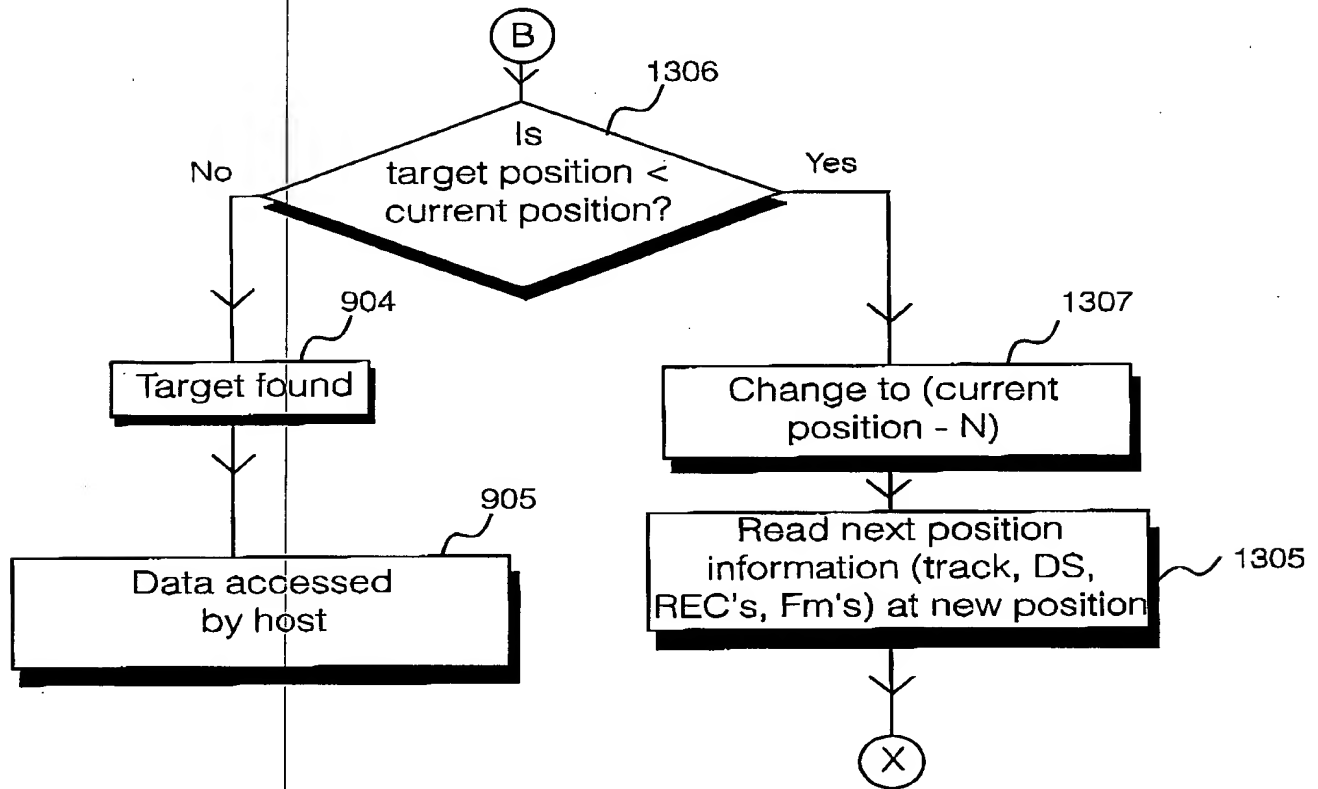 B
1306
Is
target position <
current position?
No
Yes
904
Target found
1307
Change to (current
position - N)
905
Data accessed
by host
Read next position
information (track, DS,
REC's, Fm's) at new position
1305
X